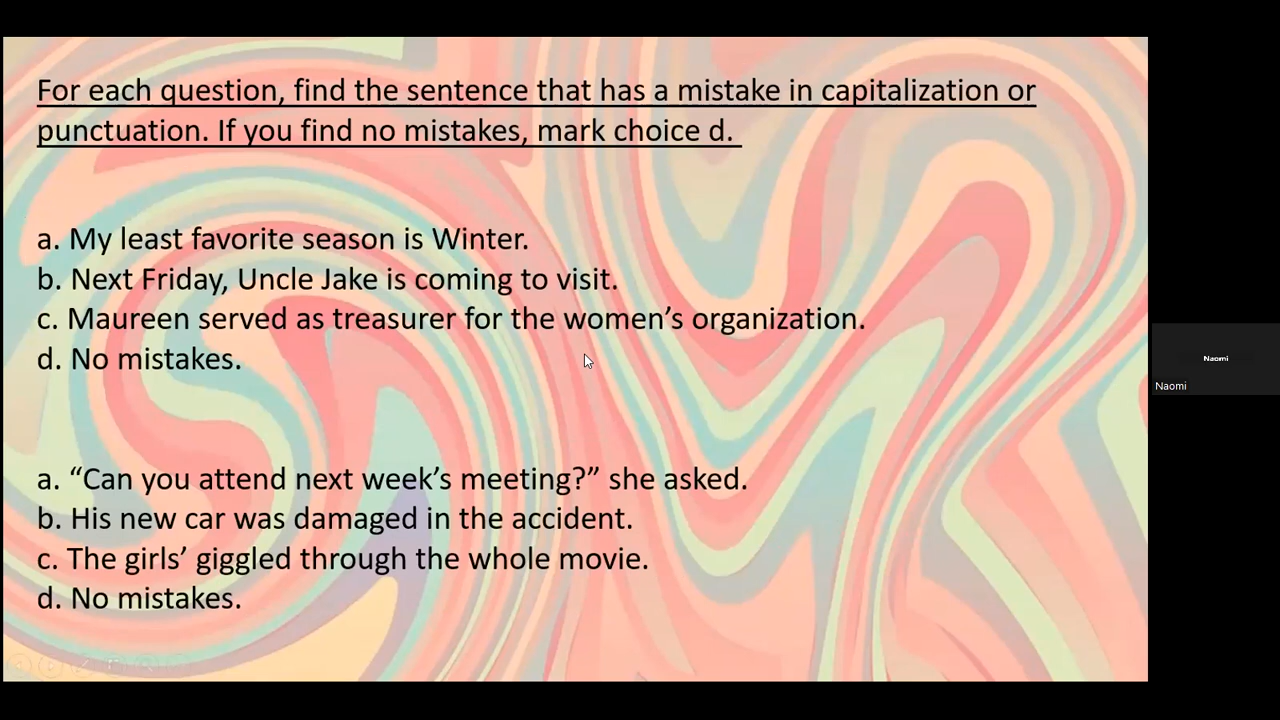 For each question, find the sentence that has a mistake in capitalization or
punctuation. If you find no mistakes, mark choice d.
a. My least favorite season is Winter.
b. Next Friday, Uncle Jake is coming to visit.
c. Maureen served as treasurer for the women’s organization.
d. No mistakes.
a. “Can you attend next week’s meeting?” she asked.
b. His new car was damaged in the accident.
c. The girls’ giggled through the whole movie.
d. No mistakes.
Naomi
Naomi